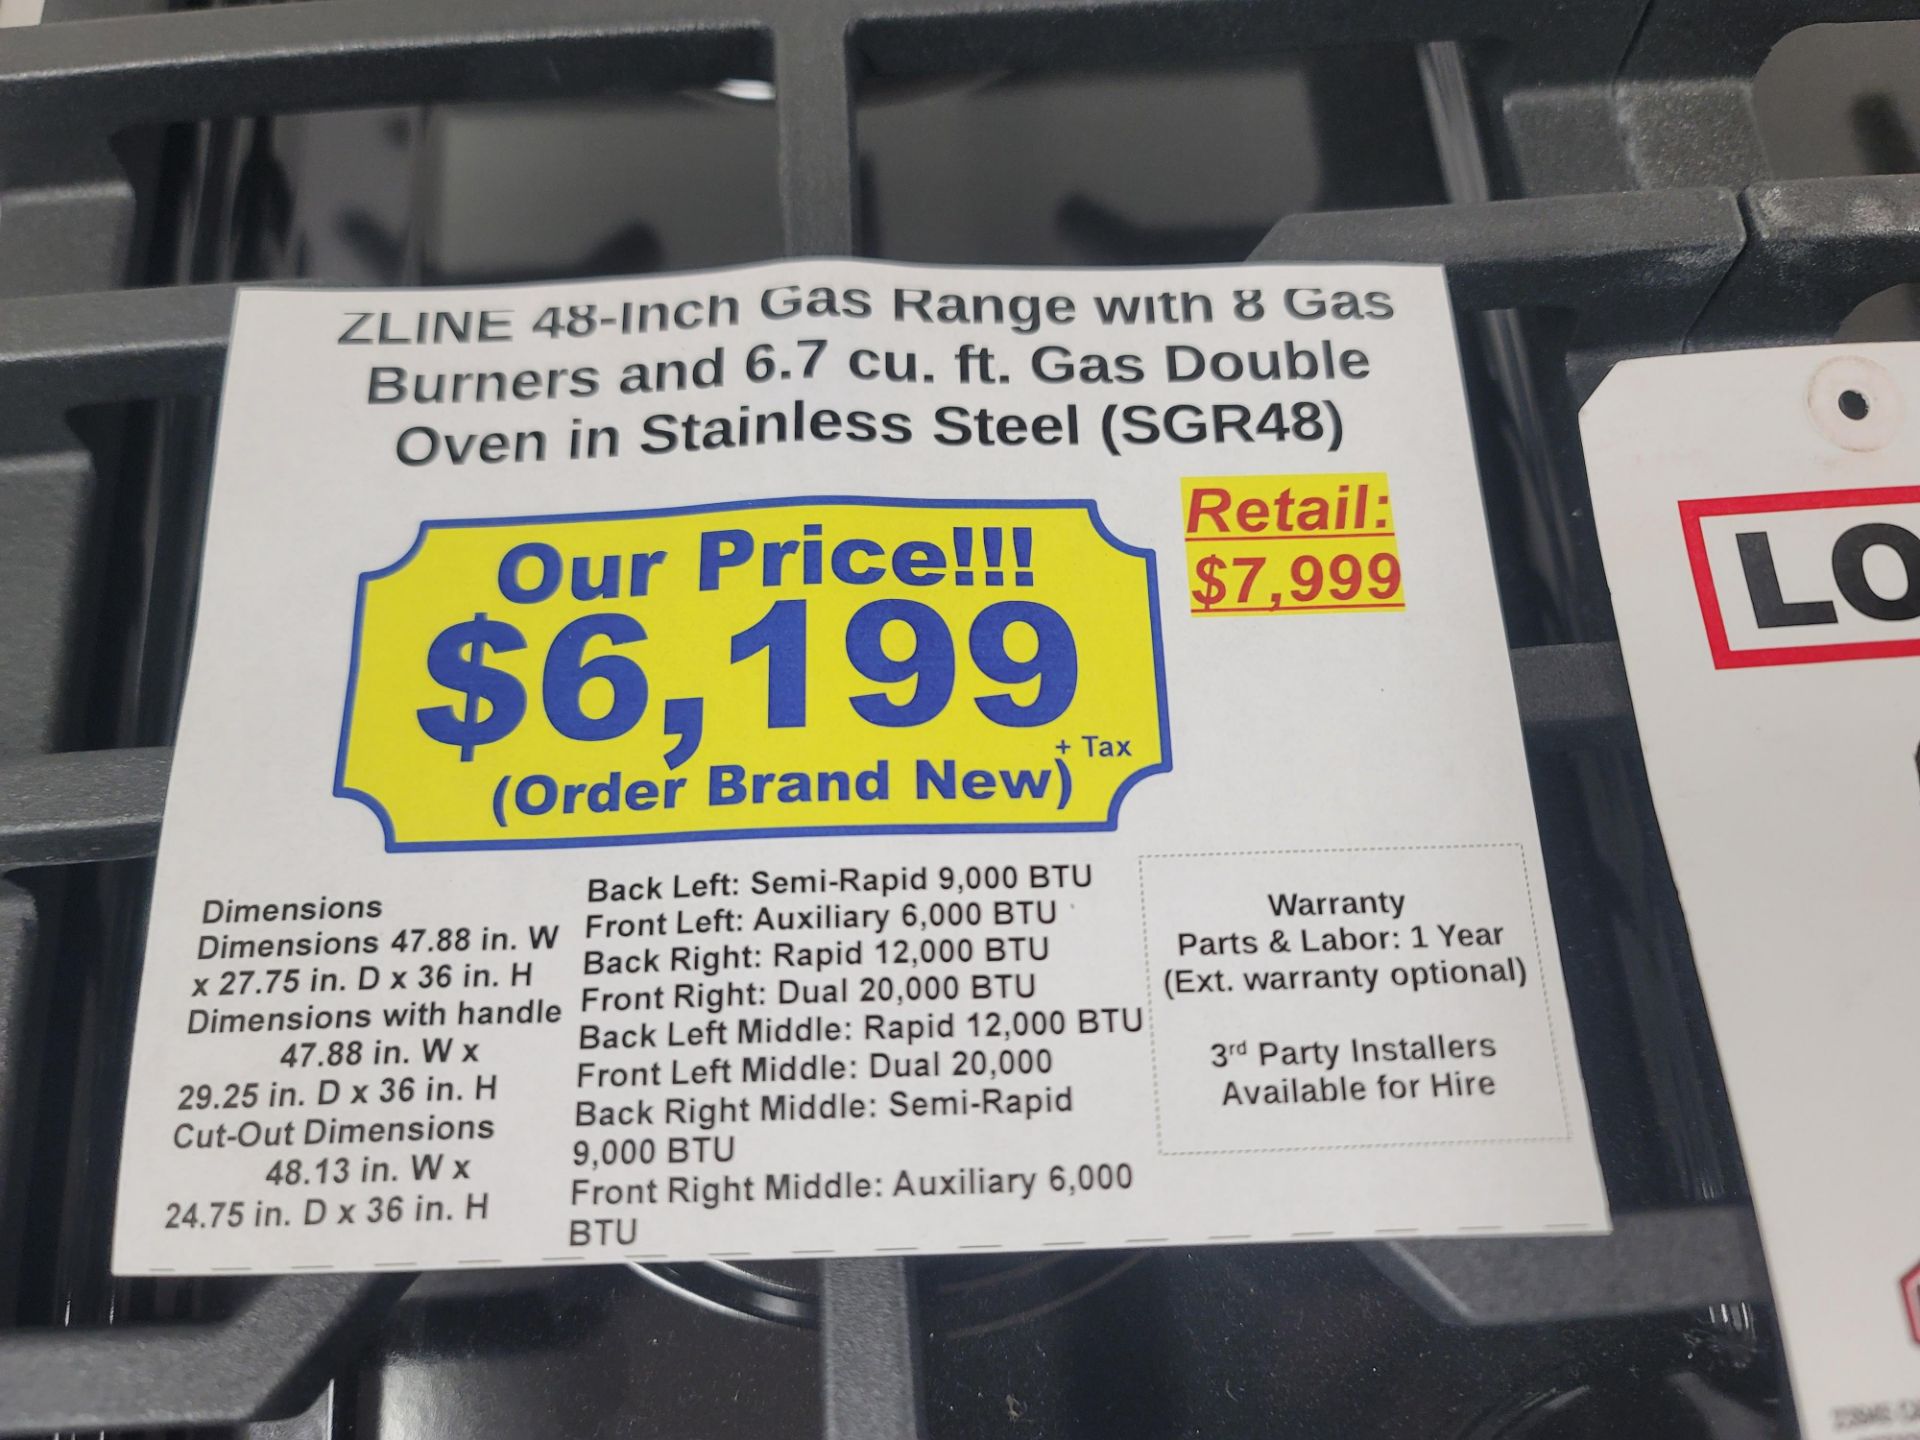 ZLINE 48-Inch Gas Range with 8 Gas
Burners and 6.7 cu. ft. Gas Double
Oven in Stainless Steel (SGR48)
Our Price!!!
$6,199
+ Tax
(Order Brand New)
Retail:
$7,999
Dimensions
Dimensions 47.88 in. W
x 27.75 in. D x 36 in. H
Dimensions with handle
47.88 in. W x
29.25 in. D x 36 in. H
Cut-Out Dimensions
48.13 in. W x
24.75 in. D x 36 in. H
Back Left: Semi-Rapid 9,000 BTU
Front Left: Auxiliary 6,000 BTU
Back Right: Rapid 12,000 BTU
Front Right: Dual 20,000 BTU
Back Left Middle: Rapid 12,000 BTU
Front Left Middle: Dual 20,000
Back Right Middle: Semi-Rapid
9,000 BTU
Front Right Middle: Auxiliary 6,000
BTU
Warranty
Parts & Labor: 1 Year
(Ext. warranty optional)
3rd Party Installers
Available for Hire
LO